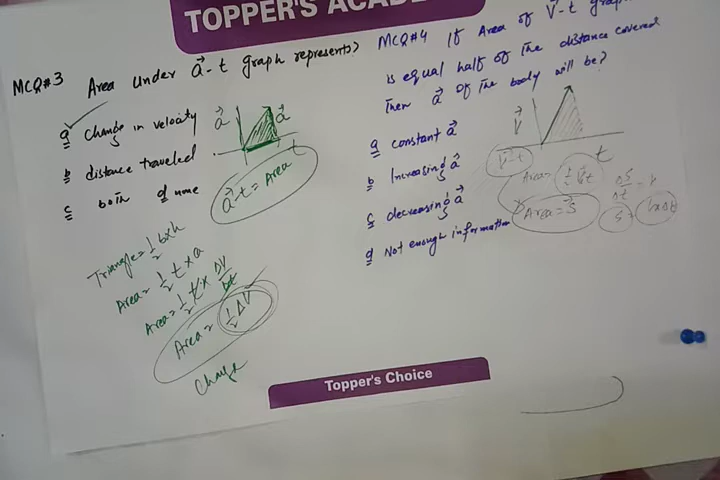 TOPPER'S ACAD
MCQ#3 Area under a⃗-t graph represents?
a change in velocity
b distance traveled
c both d none
a⃗
a⃗
t
a⃗-t = Area
Triangle = 1/2 b×h
Area = 1/2 t × a
Area = 1/2 t × ΔV/Δt
Area = 1/2 ΔV
Change
MCQ#4 If Area of V⃗-t grap
is equal half of the distance covered
Then a⃗ of the body will be?
a constant a⃗
b Increasing a⃗
c decreasing a⃗
d Not enough information
V⃗
t
V-t
Area = 1/2 Vt
Area = S⃗
Topper's Choice